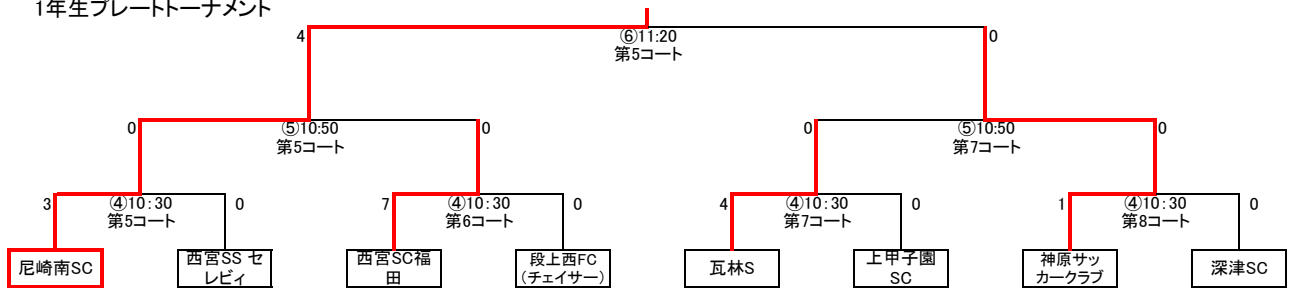 1年生プレートトーナメント
4
⑥11:20
第5コート
0
0
⑤10:50
第5コート
0
0
⑤10:50
第7コート
0
3
④10:30
第5コート
0
7
④10:30
第6コート
0
4
④10:30
第7コート
0
1
④10:30
第8コート
0
尼崎南SC
西宮SS セ
レビィ
西宮SC福
田
段上西FC
(チェイサー)
瓦林S
上甲子園
SC
神原サッ
カークラブ
深津SC